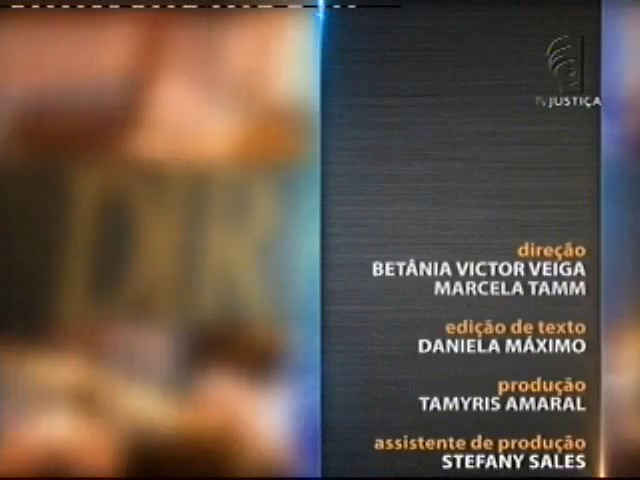 TV JUSTIÇA
direção
BETÂNIA VICTOR VEIGA
MARCELA TAMM
edição de texto
DANIELA MÁXIMO
produção
TAMYRIS AMARAL
assistente de produção
STEFANY SALES